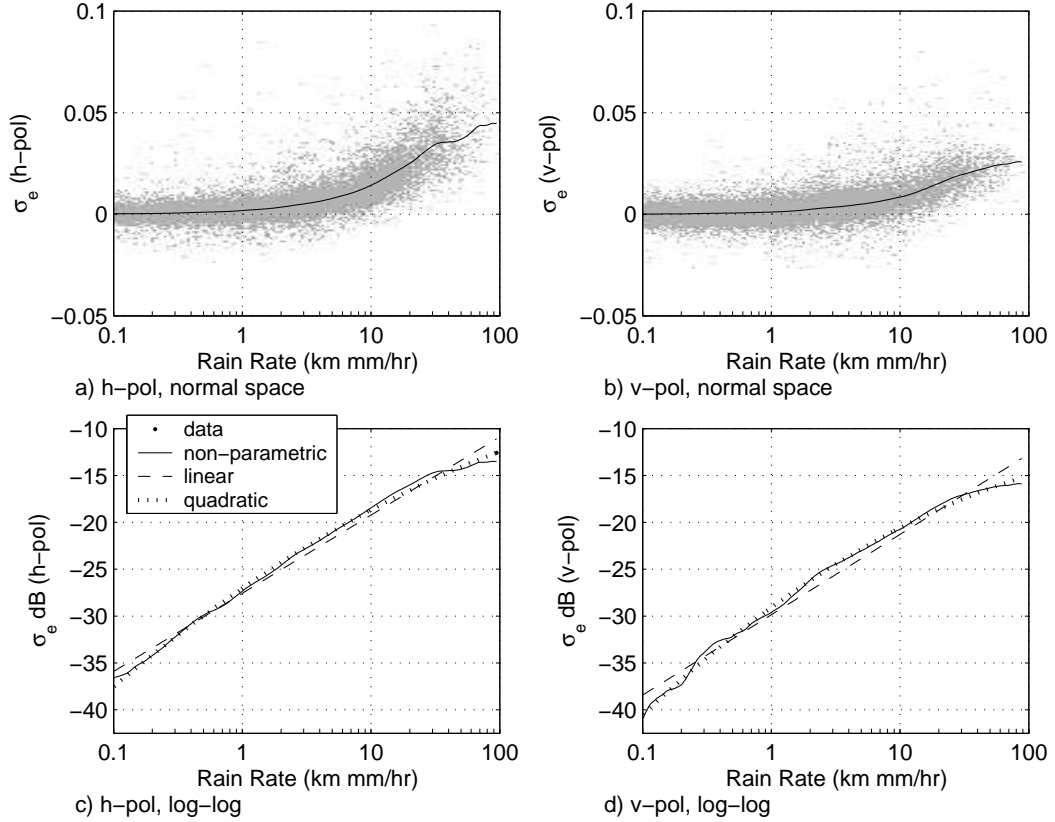 0.1
0.05
0
−0.05
σe (h−pol)
0.1 1 10 100
Rain Rate (km mm/hr)
a) h−pol, normal space
0.1
0.05
0
−0.05
σe (v−pol)
0.1 1 10 100
Rain Rate (km mm/hr)
b) v−pol, normal space
−10
−15
−20
−25
−30
−35
−40
σe dB (h−pol)
data
non−parametric
linear
quadratic
0.1 1 10 100
Rain Rate (km mm/hr)
c) h−pol, log−log
−10
−15
−20
−25
−30
−35
−40
σe dB (v−pol)
0.1 1 10 100
Rain Rate (km mm/hr)
d) v−pol, log−log